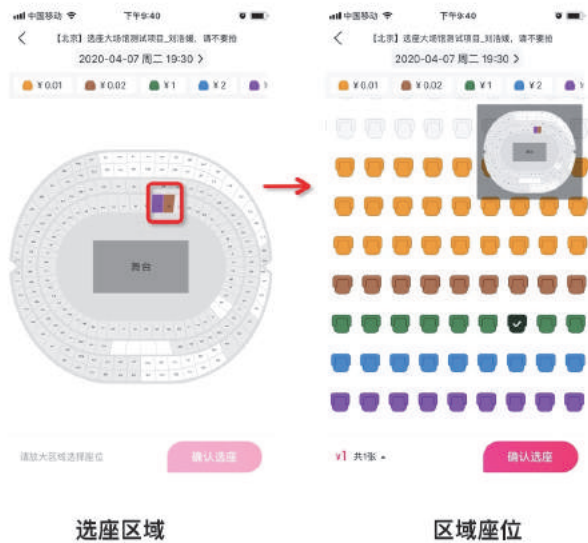 中国移动 下午9:40
【北京】选座大场馆测试项目_刘浩媛，请不要拍
2020-04-07 周二 19:30
¥0.01 ¥0.02 ¥1 ¥2
舞台
请放大区域选择座位
确认选座
选座区域
中国移动 下午9:40
【北京】选座大场馆测试项目_刘浩媛，请不要拍
2020-04-07 周二 19:30
¥0.01 ¥0.02 ¥1 ¥2
¥1 共1张
确认选座
区域座位